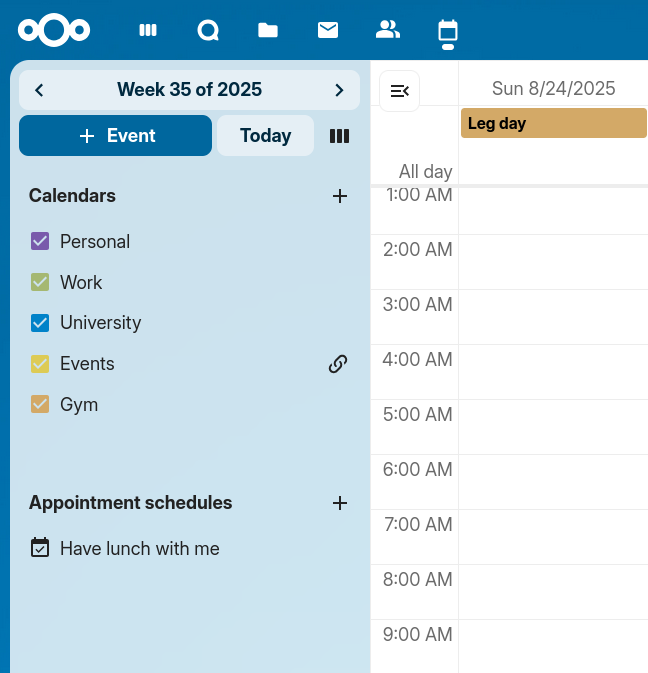 Week 35 of 2025
Event
Today
Calendars
Personal
Work
University
Events
Gym
Appointment schedules
Have lunch with me
Sun 8/24/2025
Leg day
All day
1:00 AM
2:00 AM
3:00 AM
4:00 AM
5:00 AM
6:00 AM
7:00 AM
8:00 AM
9:00 AM